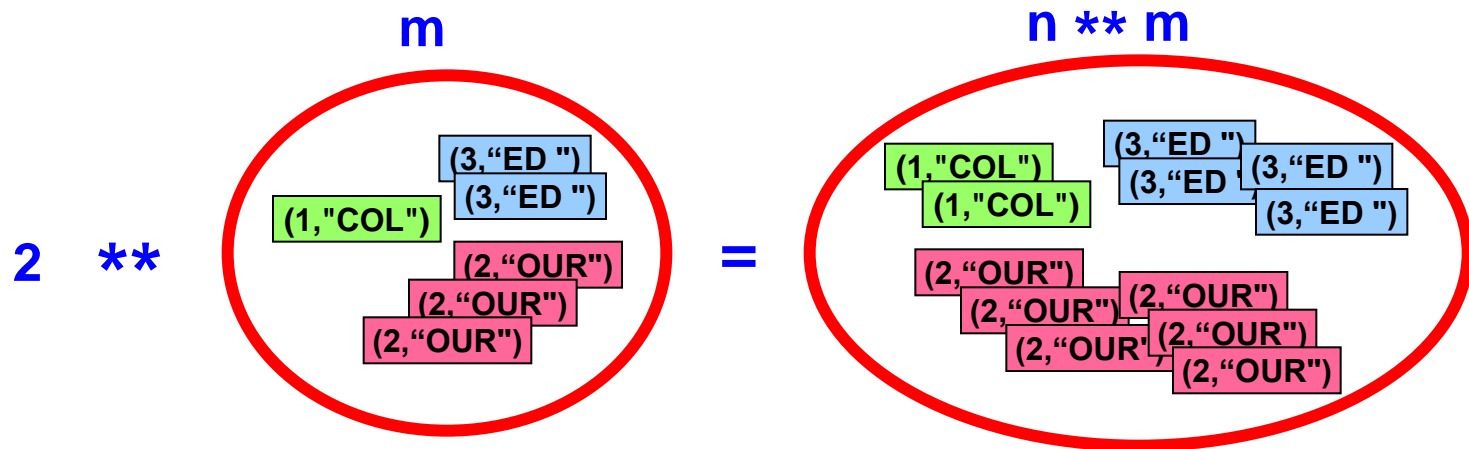 m
n ** m
2 **
(3,“ED ")
(3,“ED ")
(1,"COL")
(2,“OUR")
(2,“OUR")
(2,“OUR")
=
(1,"COL")
(1,"COL")
(3,“ED ")
(3,“ED "
(3,“ED ")
(3,“ED ")
(2,“OUR")
(2,“OUR")
(2,“OUR")
(2,“OUR")
(2,“OUR")
(2,“OUR")